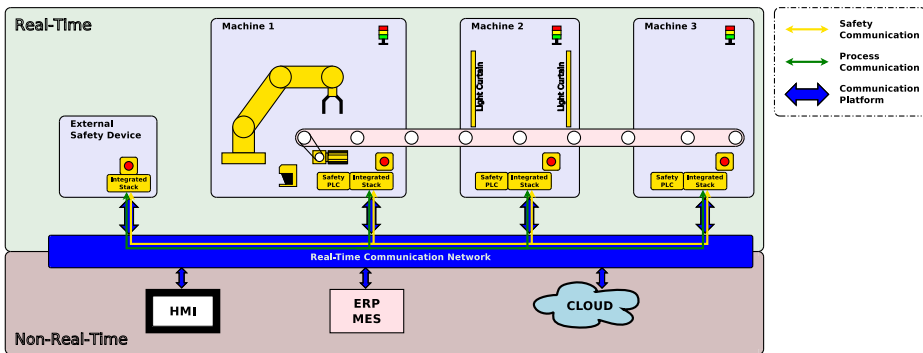 Real-Time
Machine 1
Machine 2
Machine 3
Light Curtain
Light Curtain
External
Safety Device
Integrated
Stack
Safety
PLC
Integrated
Stack
Safety
PLC
Integrated
Stack
Safety
PLC
Integrated
Stack
Real-Time Communication Network
HMI
ERP
MES
CLOUD
Non-Real-Time
Safety
Communication
Process
Communication
Communication
Platform